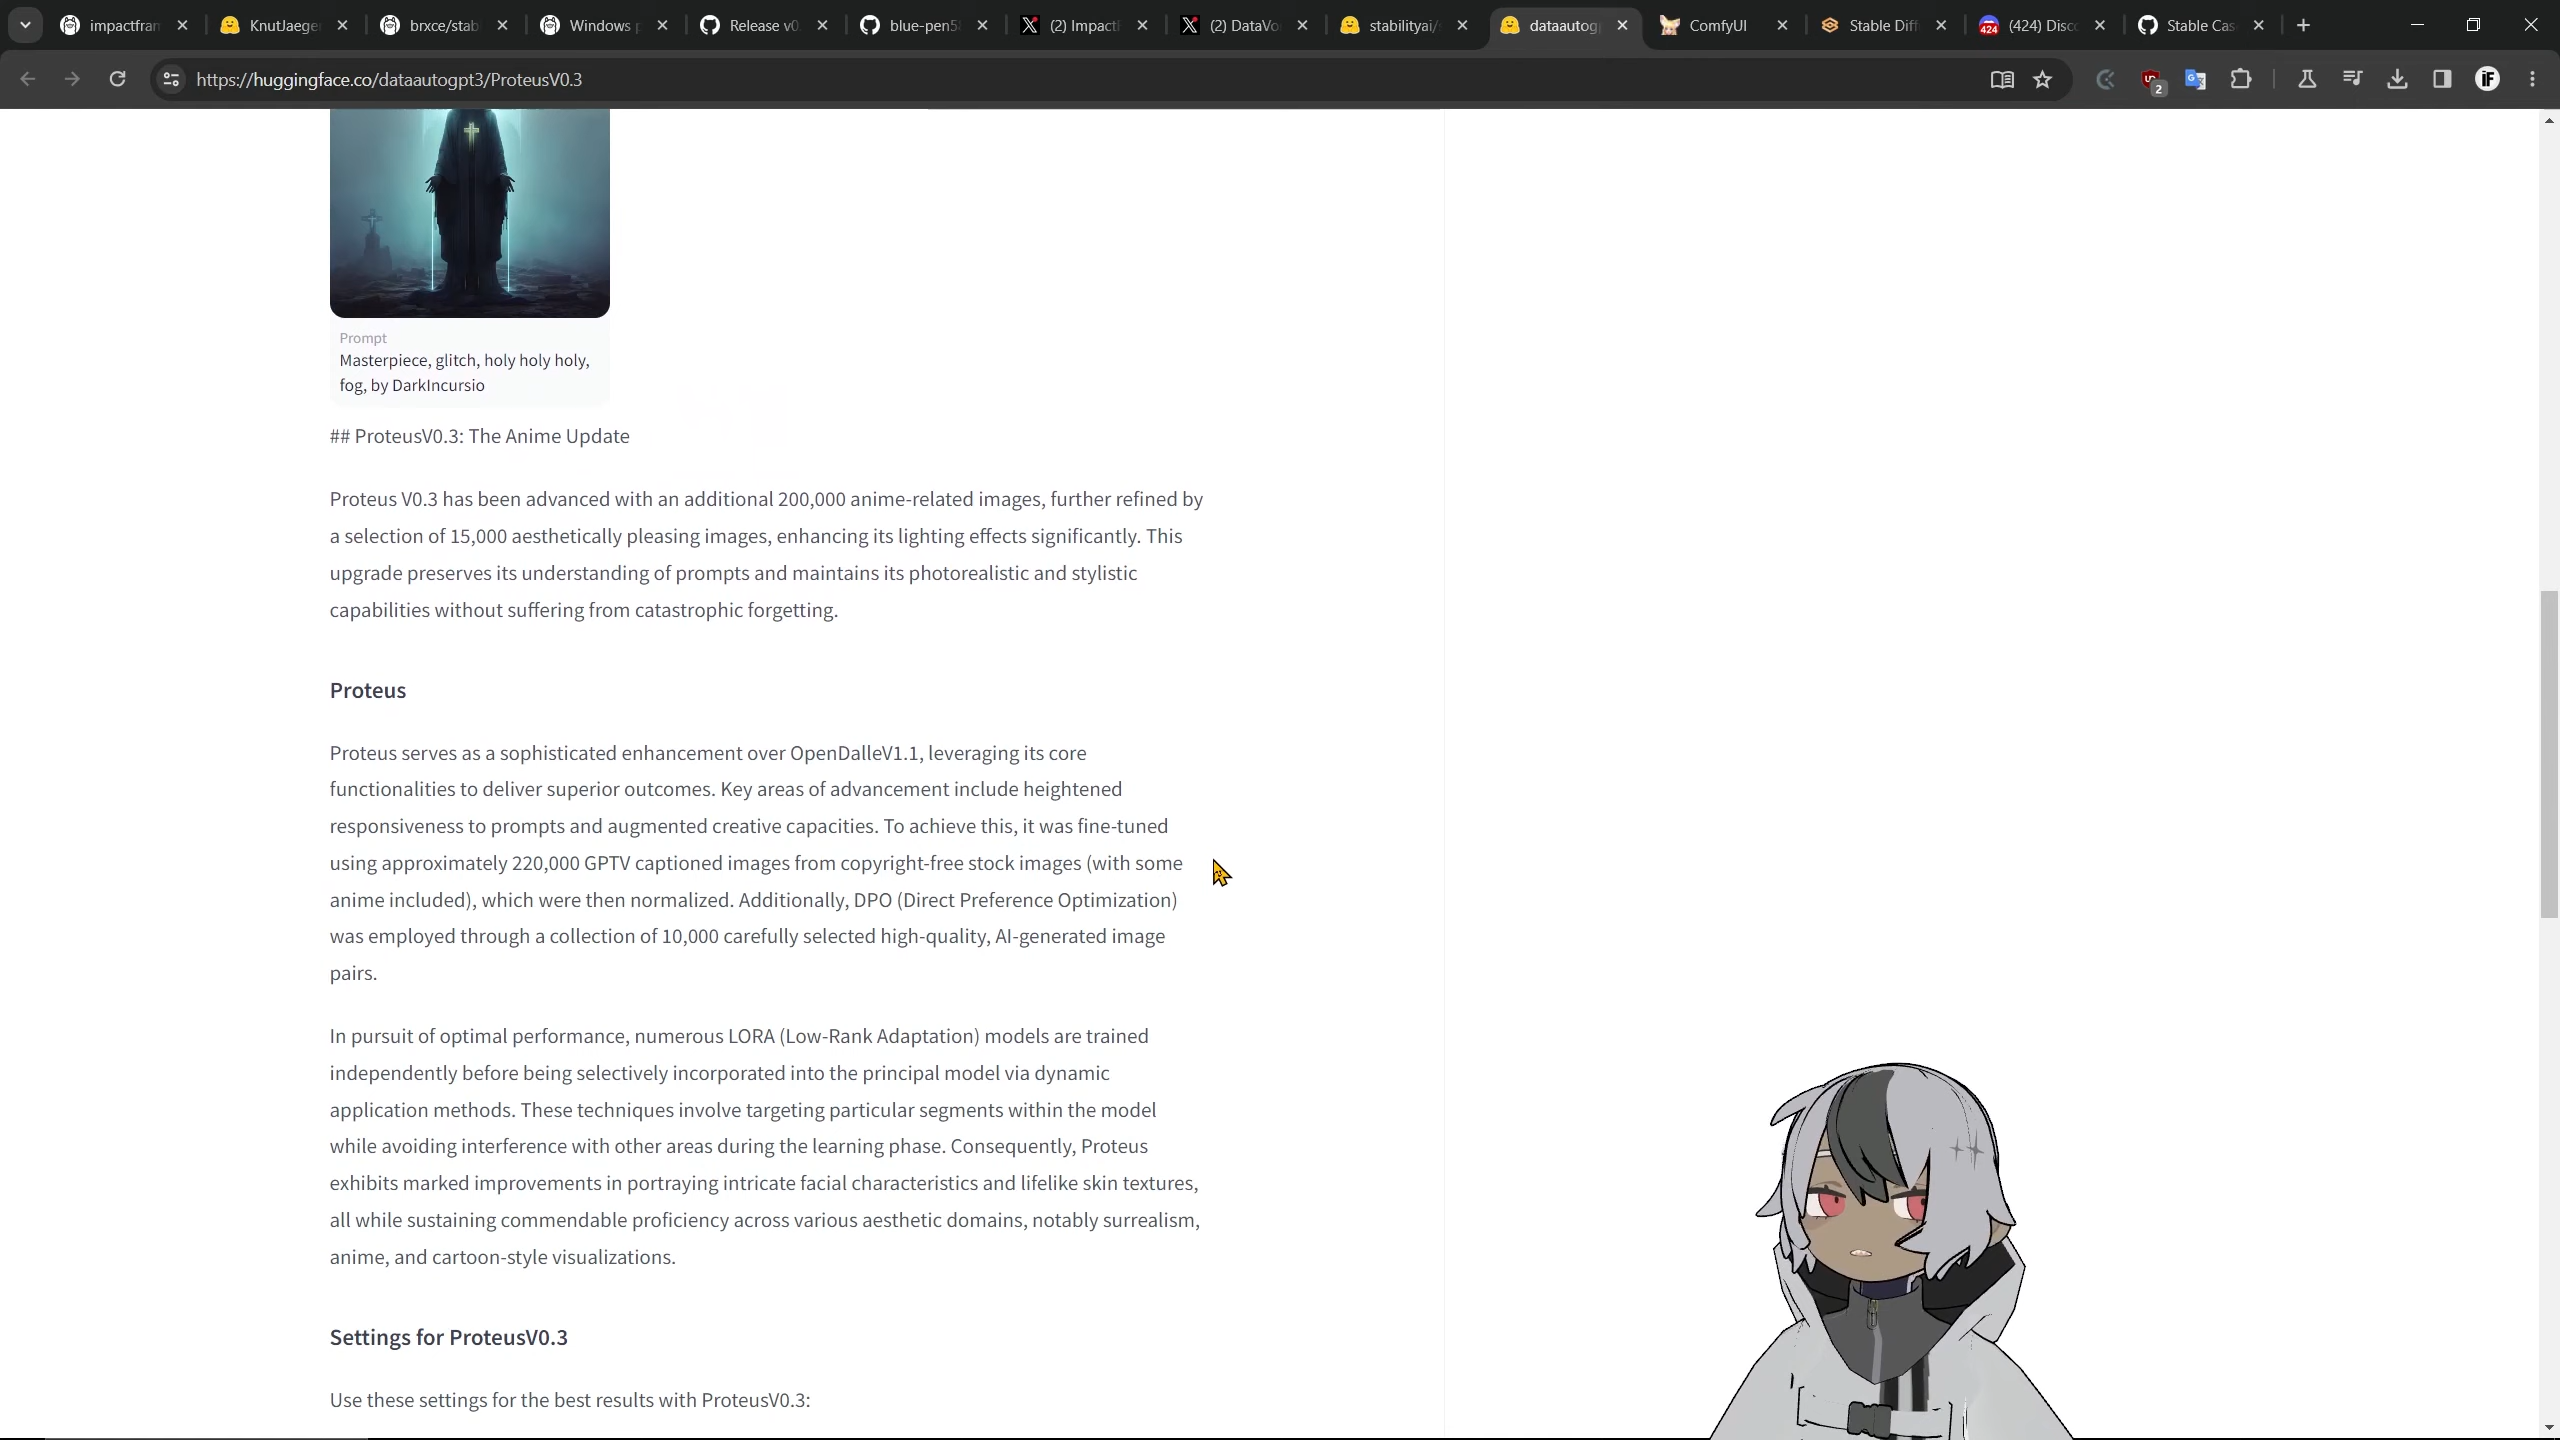 impactfran
KnutJaeger
brxce/stab
Windows p
Release v0.
blue-pen5
(2) Impactf
(2) DataVo
stabilityai/
dataautog
ComfyUI
Stable Diff
(424) Disc
Stable Cas
https://huggingface.co/dataautogpt3/ProteusV0.3
2
iF
Prompt
Masterpiece, glitch, holy holy holy,
fog, by DarkIncursio
## ProteusV0.3: The Anime Update
Proteus V0.3 has been advanced with an additional 200,000 anime-related images, further refined by
a selection of 15,000 aesthetically pleasing images, enhancing its lighting effects significantly. This
upgrade preserves its understanding of prompts and maintains its photorealistic and stylistic
capabilities without suffering from catastrophic forgetting.
Proteus
Proteus serves as a sophisticated enhancement over OpenDalleV1.1, leveraging its core
functionalities to deliver superior outcomes. Key areas of advancement include heightened
responsiveness to prompts and augmented creative capacities. To achieve this, it was fine-tuned
using approximately 220,000 GPTV captioned images from copyright-free stock images (with some
anime included), which were then normalized. Additionally, DPO (Direct Preference Optimization)
was employed through a collection of 10,000 carefully selected high-quality, AI-generated image
pairs.
In pursuit of optimal performance, numerous LORA (Low-Rank Adaptation) models are trained
independently before being selectively incorporated into the principal model via dynamic
application methods. These techniques involve targeting particular segments within the model
while avoiding interference with other areas during the learning phase. Consequently, Proteus
exhibits marked improvements in portraying intricate facial characteristics and lifelike skin textures,
all while sustaining commendable proficiency across various aesthetic domains, notably surrealism,
anime, and cartoon-style visualizations.
Settings for ProteusV0.3
Use these settings for the best results with ProteusV0.3: